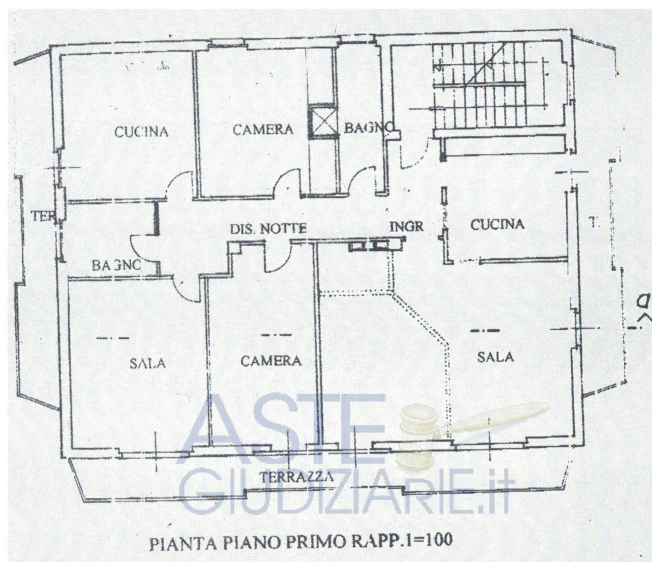 CUCINA
CAMERA
BAGNO
TER
DIS. NOTTE
INGR
CUCINA
T.
BAGNO
SALA
CAMERA
SALA
ASTE
GIUDIZIARIE.it
TERRAZZA
PIANTA PIANO PRIMO RAPP.1=100